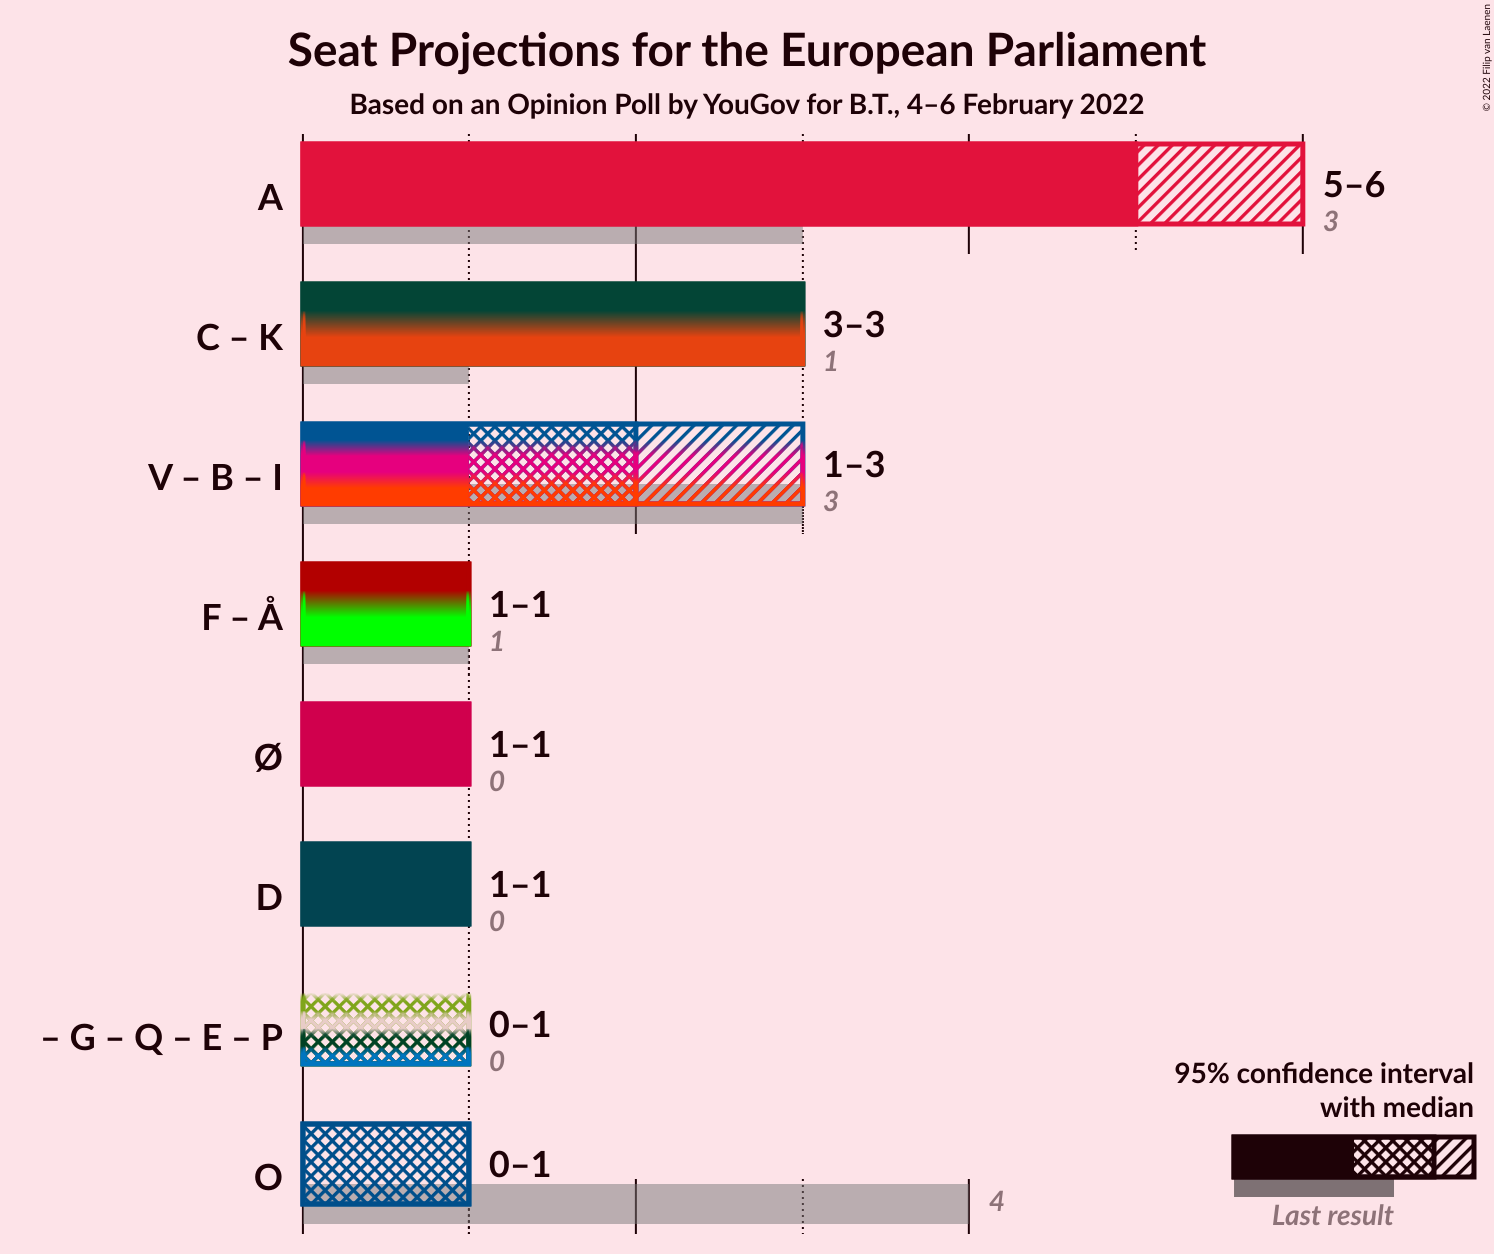 Seat Projections for the European Parliament
Based on an Opinion Poll by YouGov for B.T., 4–6 February 2022
© 2022 Filip van Laenen
A
5–6
3
C – K
3–3
1
V – B – I
1–3
3
F – Å
1–1
1
Ø
1–1
0
D
1–1
0
– G – Q – E – P
0–1
0
O
0–1
4
95% confidence interval
with median
Last result